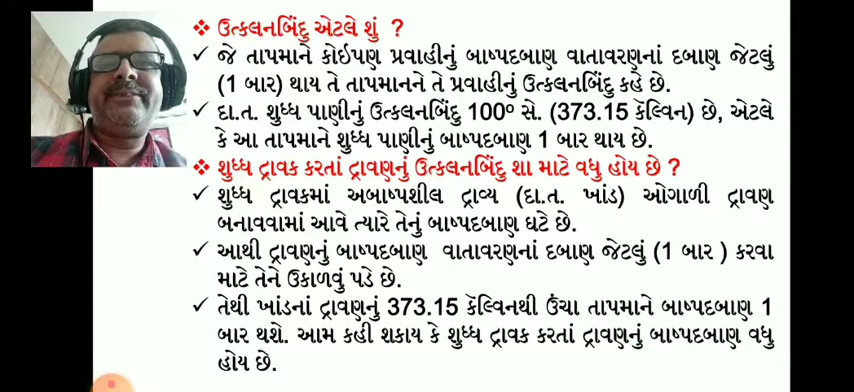 ❖ ઉત્કલનબિંદુ એટલે શું ?
✓ જે તાપમાને કોઇપણ પ્રવાહીનું બાષ્પદબાણ વાતાવરણનાં દબાણ જેટલું
(1 બાર) થાય તે તાપમાનને તે પ્રવાહીનું ઉત્કલનબિંદુ કહે છે.
✓ દા.ત. શુધ્ધ પાણીનું ઉત્કલનબિંદુ 100º સે. (373.15 કૅલ્વિન) છે, એટલે
કે આ તાપમાને શુધ્ધ પાણીનું બાષ્પદબાણ 1 બાર થાય છે.
❖ શુધ્ધ દ્રાવક કરતાં દ્રાવણનું ઉત્કલનબિંદુ શા માટે વધુ હોય છે ?
✓ શુધ્ધ દ્રાવકમાં અબાષ્પશીલ દ્રાવ્ય (દા.ત. ખાંડ) ઓગાળી દ્રાવણ
બનાવવામાં આવે ત્યારે તેનું બાષ્પદબાણ ઘટે છે.
✓ આથી દ્રાવણનું બાષ્પદબાણ વાતાવરણનાં દબાણ જેટલું (1 બાર ) કરવા
માટે તેને ઉકાળવું પડે છે.
✓ તેથી ખાંડનાં દ્રાવણનું 373.15 કૅલ્વિનથી ઉંચા તાપમાને બાષ્પદબાણ 1
બાર થશે. આમ કહી શકાય કે શુધ્ધ દ્રાવક કરતાં દ્રાવણનું બાષ્પદબાણ વધુ
હોય છે.